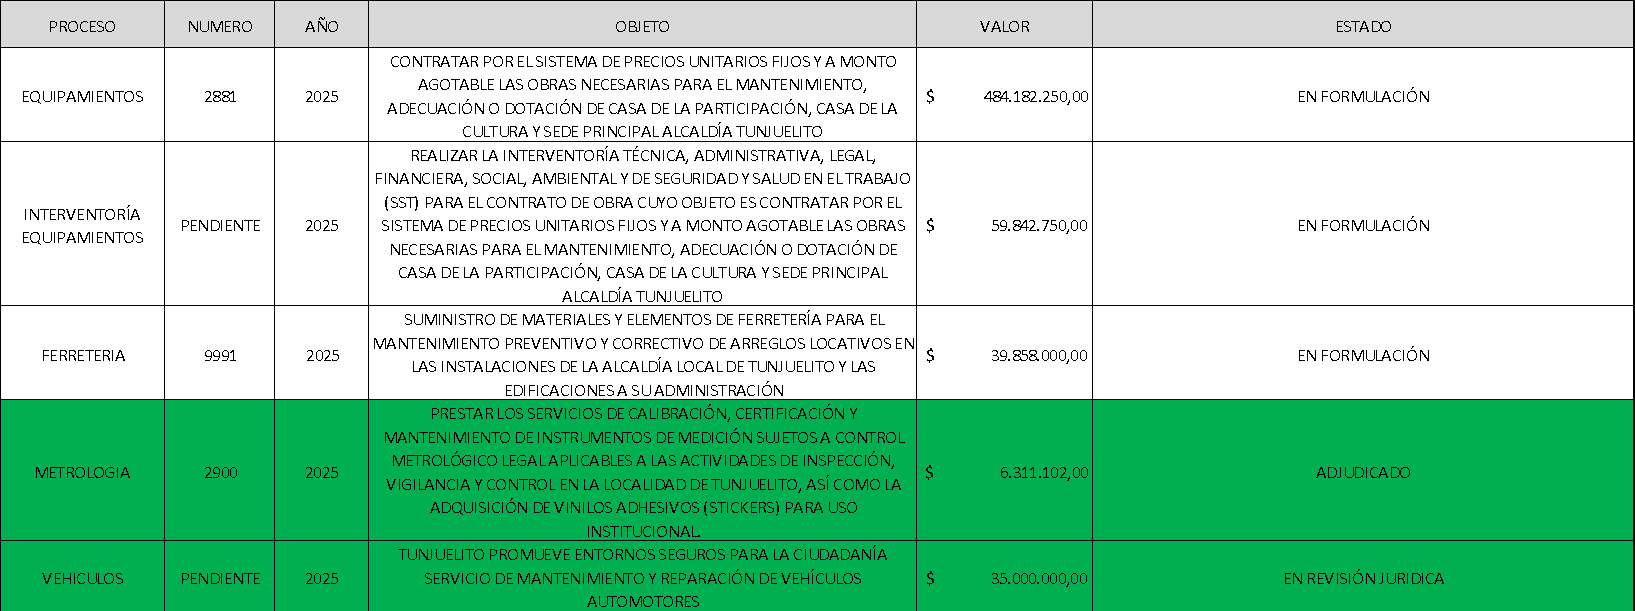 PROCESO NUMERO AÑO OBJETO VALOR ESTADO
CONTRATAR POR EL SISTEMA DE PRECIOS UNITARIOS FIJOS Y A MONTO
AGOTABLE LAS OBRAS NECESARIAS PARA EL MANTENIMIENTO,
EQUIPAMIENTOS 2881 2025 $ 484.182.250,00 EN FORMULACIÓN
ADECUACIÓN O DOTACIÓN DE CASA DE LA PARTICIPACIÓN, CASA DE LA
CULTURA Y SEDE PRINCIPAL ALCALDÍA TUNJUELITO
REALIZAR LA INTERVENTORÍA TÉCNICA, ADMINISTRATIVA, LEGAL,
FINANCIERA, SOCIAL, AMBIENTAL Y DE SEGURIDAD Y SALUD EN EL TRABAJO
(SST) PARA EL CONTRATO DE OBRA CUYO OBJETO ES CONTRATAR POR EL
INTERVENTORÍA
EQUIPAMIENTOS
PENDIENTE 2025 SISTEMA DE PRECIOS UNITARIOS FIJOS Y A MONTO AGOTABLE LAS OBRAS $ 59.842.750,00 EN FORMULACIÓN
NECESARIAS PARA EL MANTENIMIENTO, ADECUACIÓN O DOTACIÓN DE
CASA DE LA PARTICIPACIÓN, CASA DE LA CULTURA Y SEDE PRINCIPAL
ALCALDÍA TUNJUELITO
SUMINISTRO DE MATERIALES Y ELEMENTOS DE FERRETERÍA PARA EL
MANTENIMIENTO PREVENTIVO Y CORRECTIVO DE ARREGLOS LOCATIVOS EN
FERRETERIA 9991 2025 $ 39.858.000,00 EN FORMULACIÓN
LAS INSTALACIONES DE LA ALCALDÍA LOCAL DE TUNJUELITO Y LAS
EDIFICACIONES A SU ADMINISTRACIÓN
PRESTAR LOS SERVICIOS DE CALIBRACIÓN, CERTIFICACIÓN Y
MANTENIMIENTO DE INSTRUMENTOS DE MEDICIÓN SUJETOS A CONTROL
METROLÓGICO LEGAL APLICABLES A LAS ACTIVIDADES DE INSPECCIÓN,
METROLOGIA 2900 2025 $ 6.311.102,00 ADJUDICADO
VIGILANCIA Y CONTROL EN LA LOCALIDAD DE TUNJUELITO, ASÍ COMO LA
ADQUISICIÓN DE VINILOS ADHESIVOS (STICKERS) PARA USO
INSTITUCIONAL.
TUNJUELITO PROMUEVE ENTORNOS SEGUROS PARA LA CIUDADANÍA
VEHICULOS PENDIENTE 2025 SERVICIO DE MANTENIMIENTO Y REPARACIÓN DE VEHÍCULOS $ 35.000.000,00 EN REVISIÓN JURIDICA
AUTOMOTORES